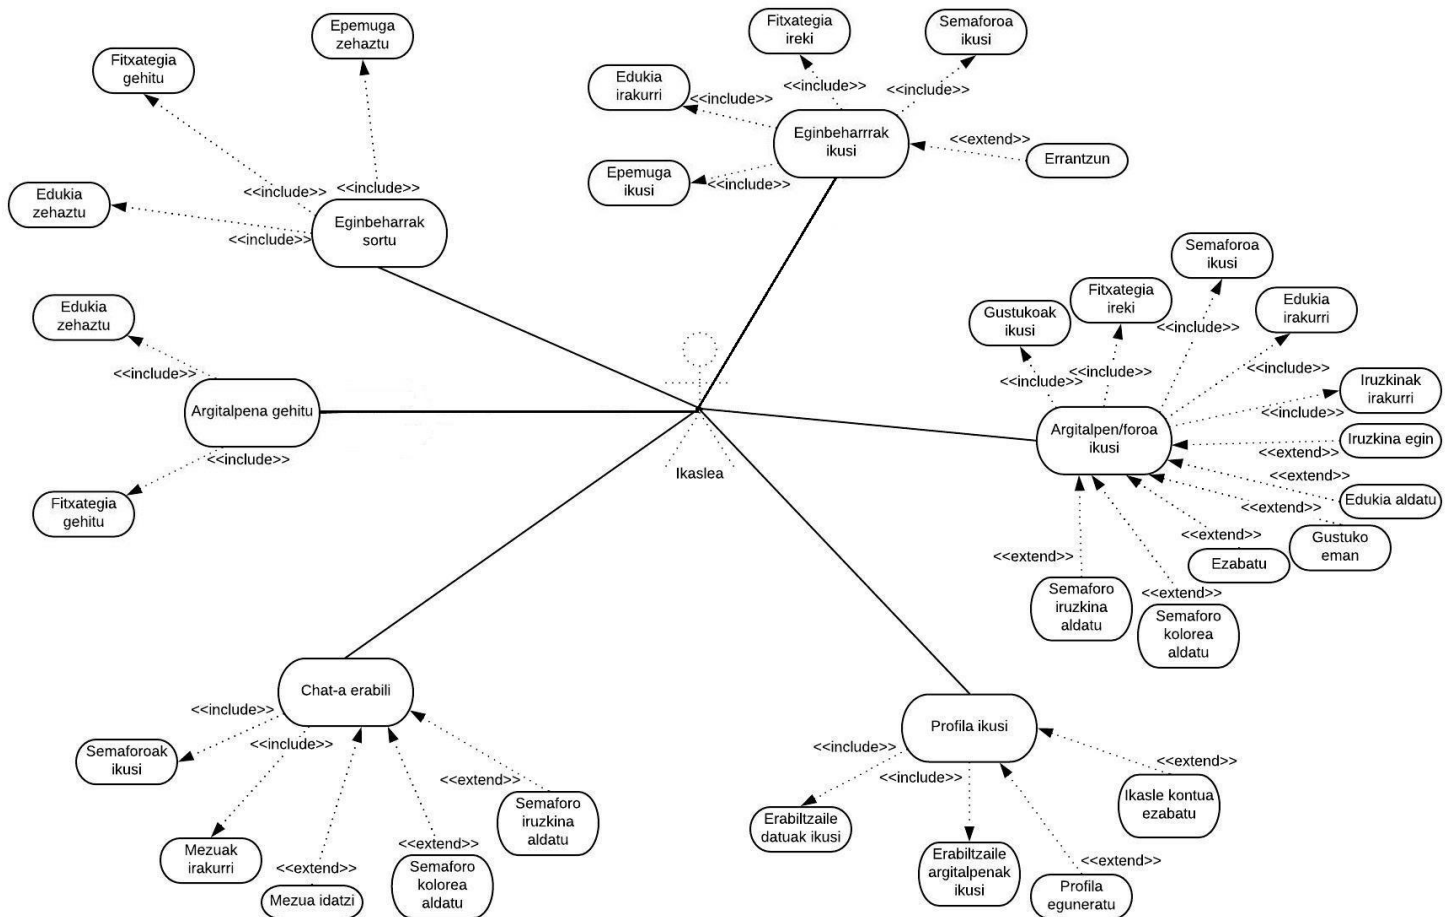 Epemuga
zehaztu
Fitxategia
gehitu
Edukia
zehaztu
<<include>>
<<include>>
<<include>>
Eginbeharrak
sortu
Fitxategia
ireki
Semaforoa
ikusi
Edukia
irakurri
<<include>>
<<include>>
<<include>>
Eginbeharrrak
ikusi
<<extend>>
Errantzun
Epemuga
ikusi
<<include>>
Edukia
zehaztu
<<include>>
Argitalpena gehitu
<<include>>
Fitxategia
gehitu
Ikaslea
Semaforoa
ikusi
Fitxategia
ireki
Gustukoak
ikusi
Edukia
irakurri
<<include>>
<<include>>
<<include>>
<<include>>
Iruzkinak
irakurri
<<include>>
Argitalpen/foroa
ikusi
Iruzkina egin
<<extend>>
<<extend>>
Edukia aldatu
<<extend>>
Gustuko
eman
<<extend>>
Ezabatu
<<extend>>
Semaforo
iruzkina
aldatu
<<extend>>
Semaforo
kolorea
aldatu
Chat-a erabili
<<include>>
<<include>>
Semaforoak
ikusi
<<extend>>
Semaforo
iruzkina
aldatu
Mezuak
irakurri
<<extend>>
Semaforo
kolorea
aldatu
<<extend>>
Mezua idatzi
Profila ikusi
<<include>>
<<include>>
<<extend>>
Ikasle kontua
ezabatu
Erabiltzaile
datuak ikusi
Erabiltzaile
argitalpenak
ikusi
<<extend>>
Profila
eguneratu